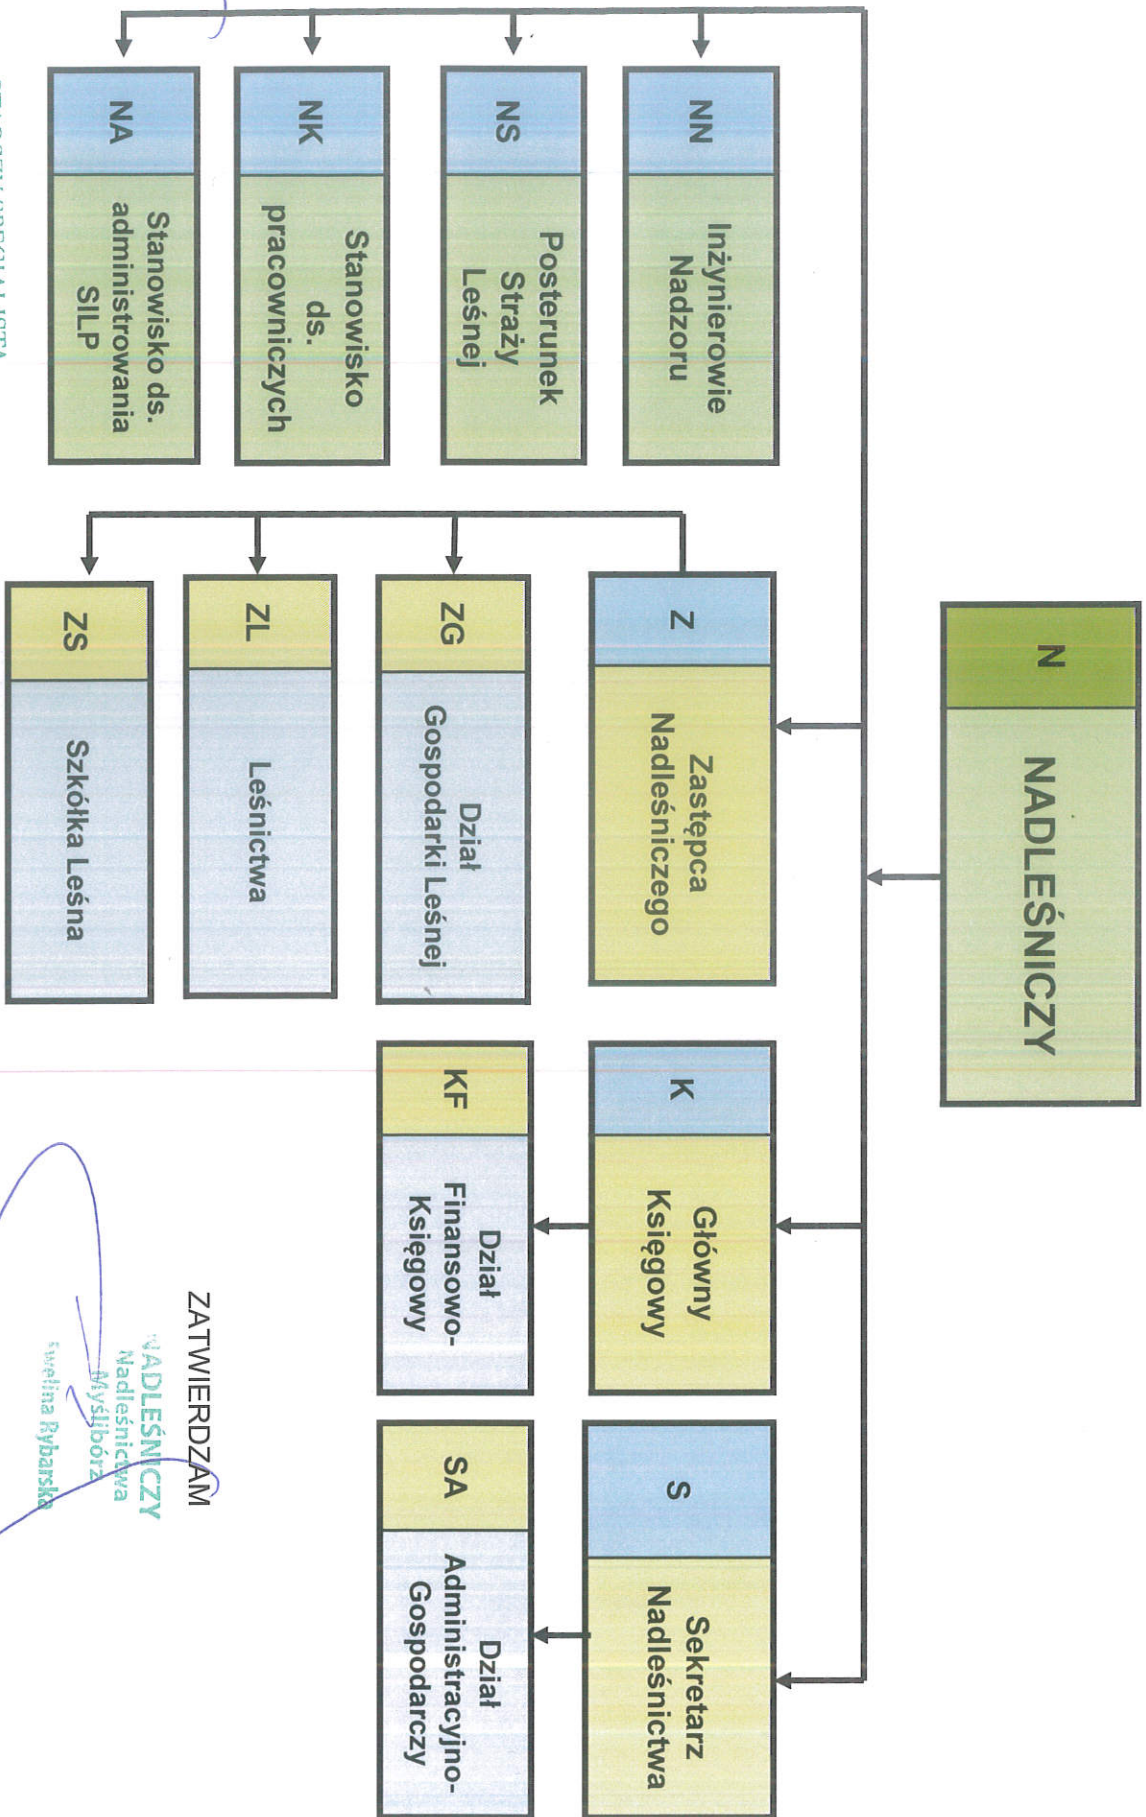 N
NADLEŚNICZY
NN
Inżynierowie
Nadzoru
NS
Posterunek
Straży
Leśnej
NK
Stanowisko
ds.
pracowniczych
NA
Stanowisko ds.
administrowania
SILP
Z
Zastępca
Nadleśniczego
ZG
Dział
Gospodarki Leśnej
ZL
Leśnictwa
ZS
Szkółka Leśna
K
Główny
Księgowy
KF
Dział
Finansowo-
Księgowy
S
Sekretarz
Nadleśnictwa
SA
Dział
Administracyjno-
Gospodarczy
ZATWIERDZAM
NADLEŚNICZY
Nadleśnictwa
Myślibórz
Ewelina Rybarska